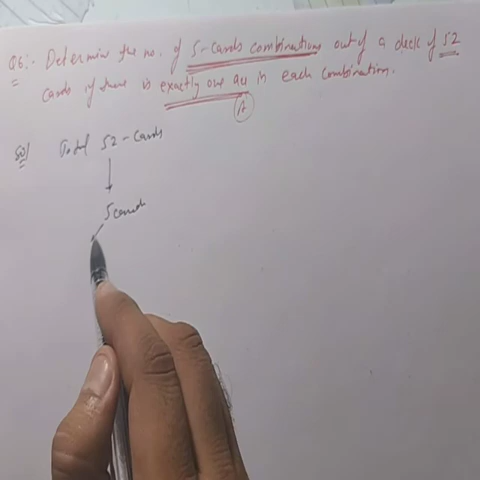 Q6:- Determine the no. of 5-Cards combinations out of a deck of 52
Cards if there is exactly one ace in each combination.
A
Sol Total 52-Cards
5 cards